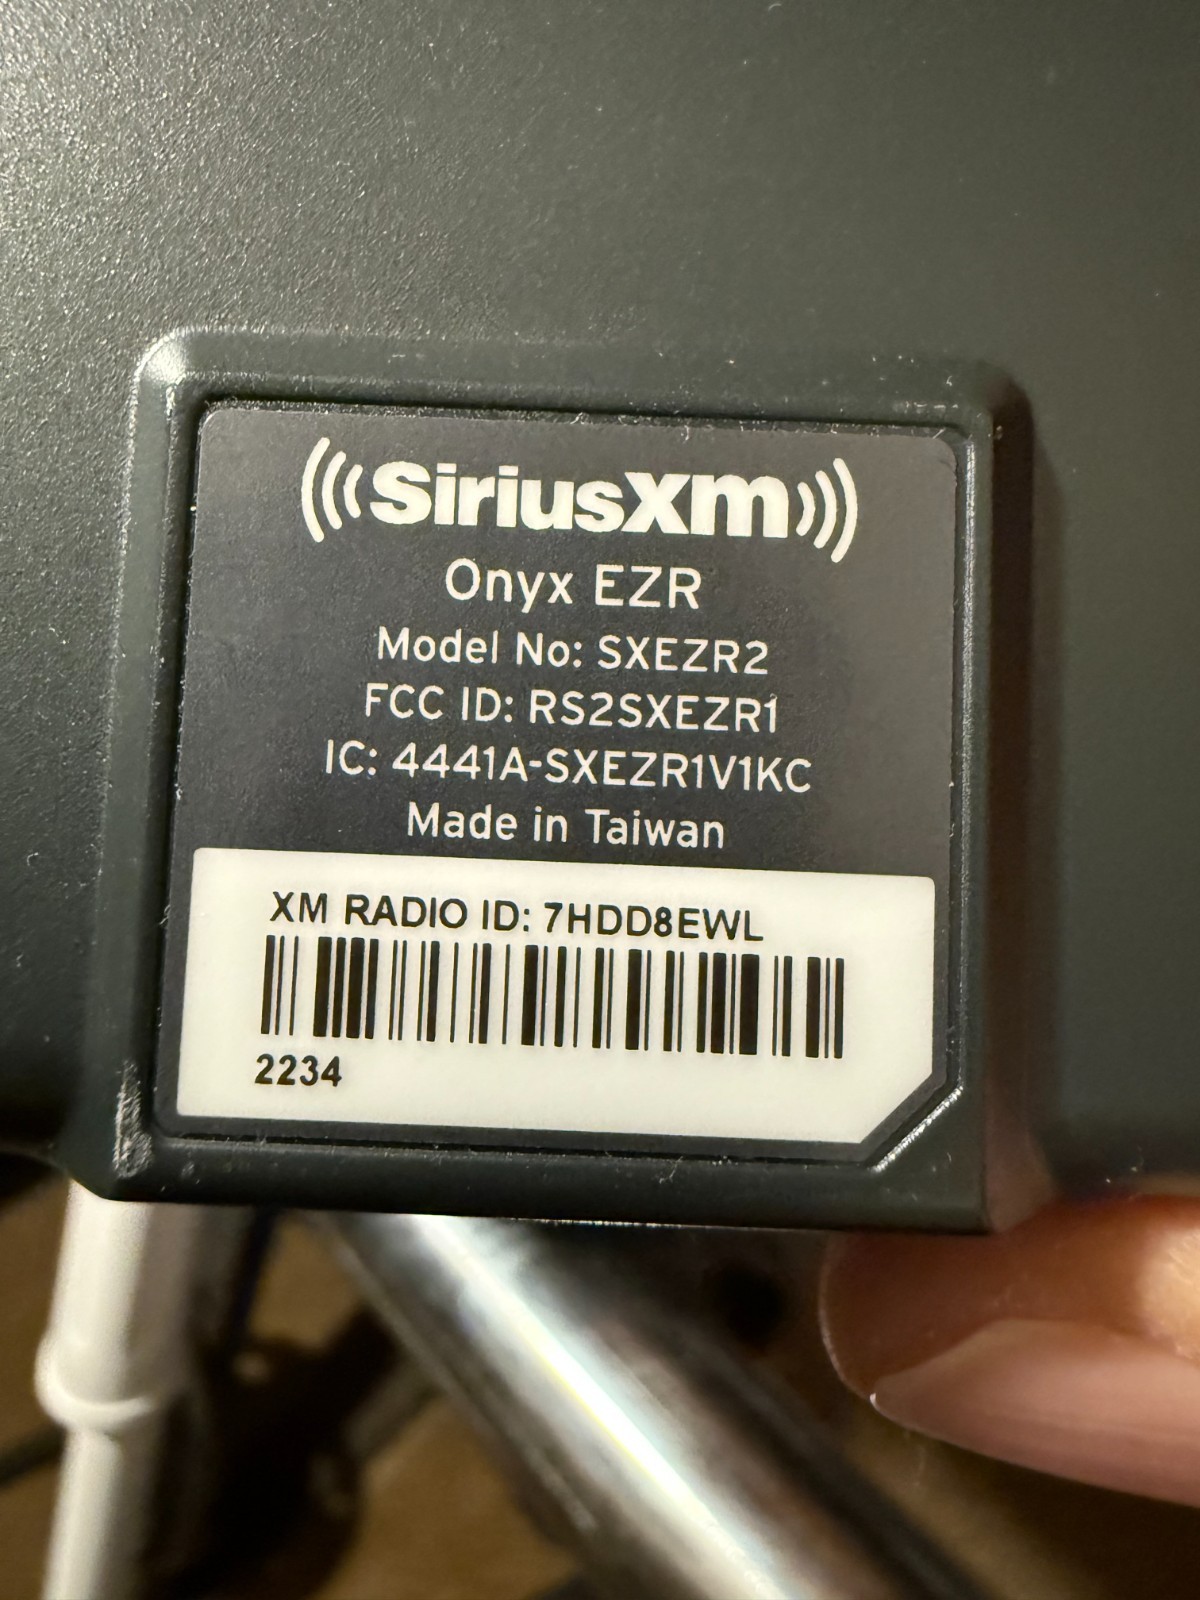 SiriusXM
Onyx EZR
Model No: SXEZR2
FCC ID: RS2SXEZR1
IC: 4441A-SXEZR1V1KC
Made in Taiwan
XM RADIO ID: 7HDD8EWL
2234